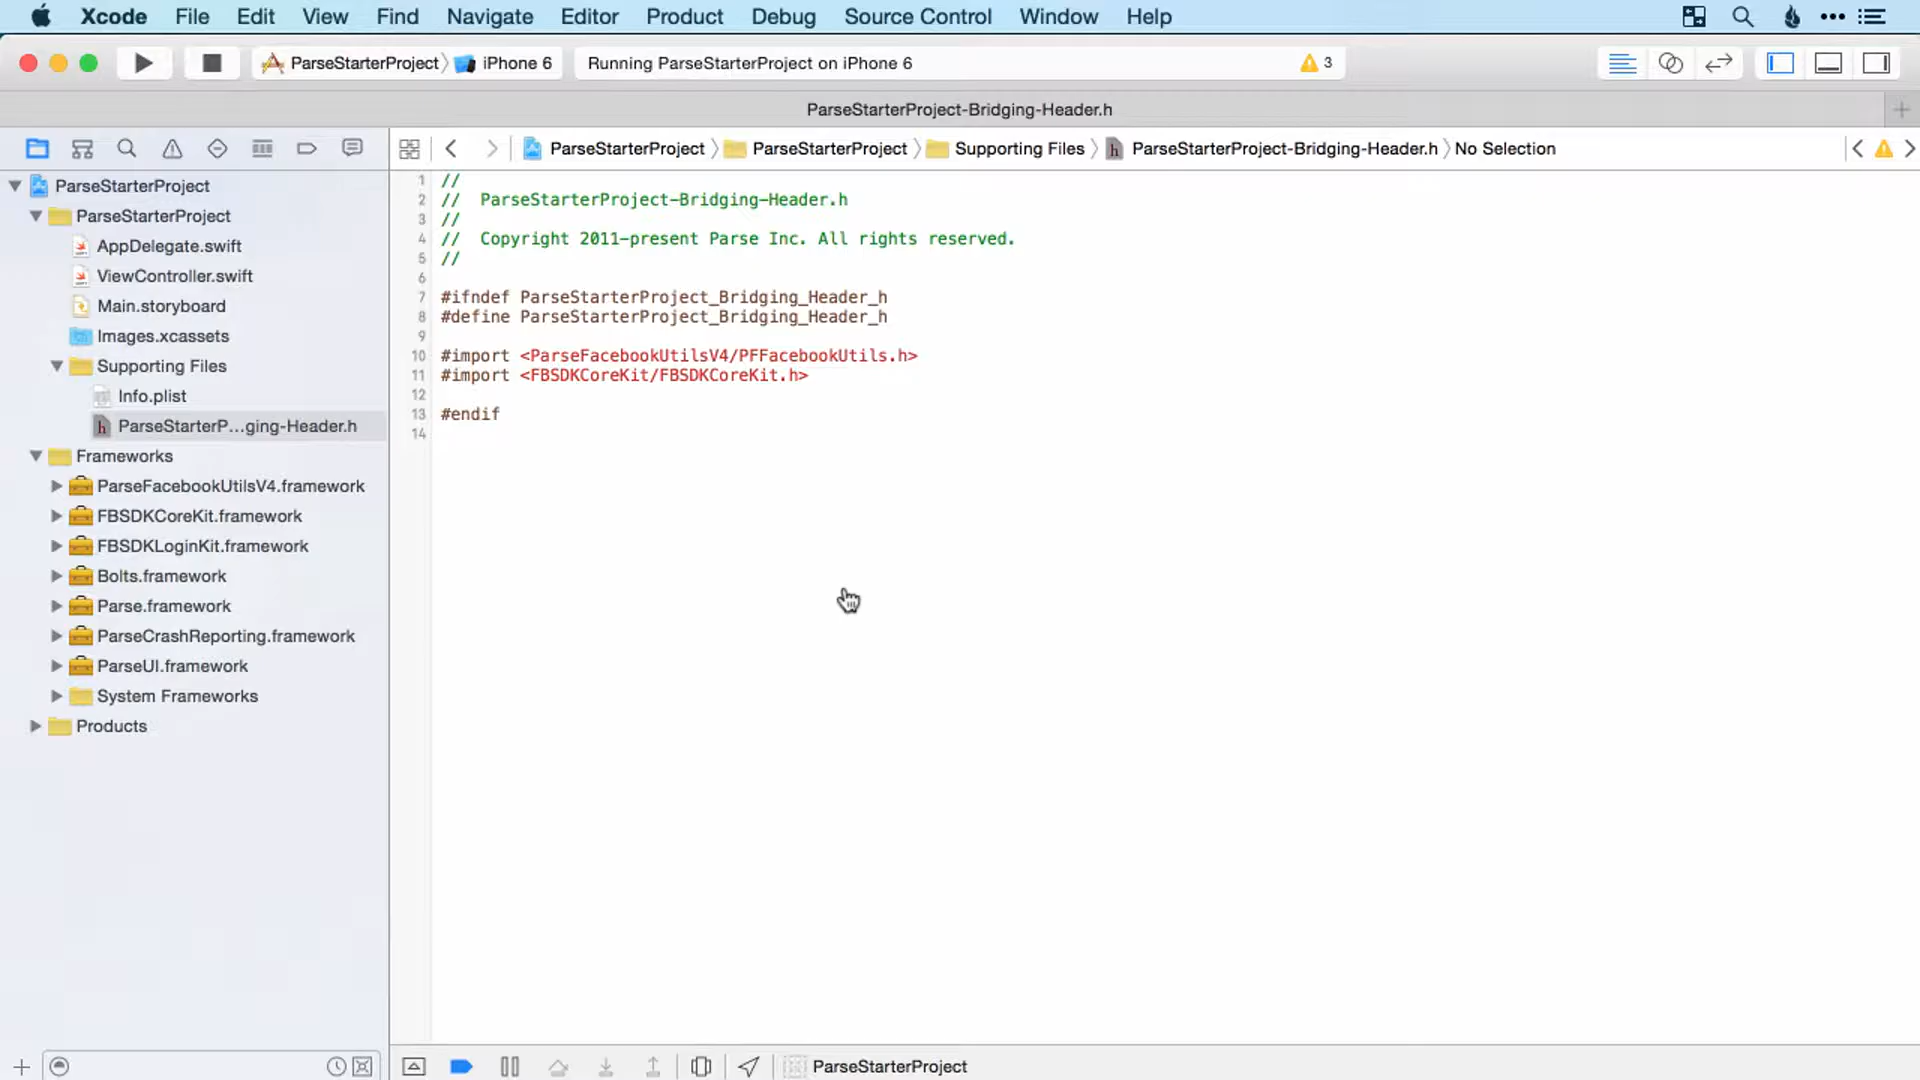 Xcode File Edit View Find Navigate Editor Product Debug Source Control Window Help
ParseStarterProject iPhone 6 Running ParseStarterProject on iPhone 6 3
ParseStarterProject-Bridging-Header.h
ParseStarterProject ParseStarterProject Supporting Files h ParseStarterProject-Bridging-Header.h No Selection
ParseStarterProject
ParseStarterProject
AppDelegate.swift
ViewController.swift
Main.storyboard
Images.xcassets
Supporting Files
Info.plist
h ParseStarterP...ging-Header.h
Frameworks
ParseFacebookUtilsV4.framework
FBSDKCoreKit.framework
FBSDKLoginKit.framework
Bolts.framework
Parse.framework
ParseCrashReporting.framework
ParseUI.framework
System Frameworks
Products
1 //
2 // ParseStarterProject-Bridging-Header.h
3 //
4 // Copyright 2011-present Parse Inc. All rights reserved.
5 //
6
7 #ifndef ParseStarterProject_Bridging_Header_h
8 #define ParseStarterProject_Bridging_Header_h
9
10 #import <ParseFacebookUtilsV4/PFFacebookUtils.h>
11 #import <FBSDKCoreKit/FBSDKCoreKit.h>
12
13 #endif
14
ParseStarterProject